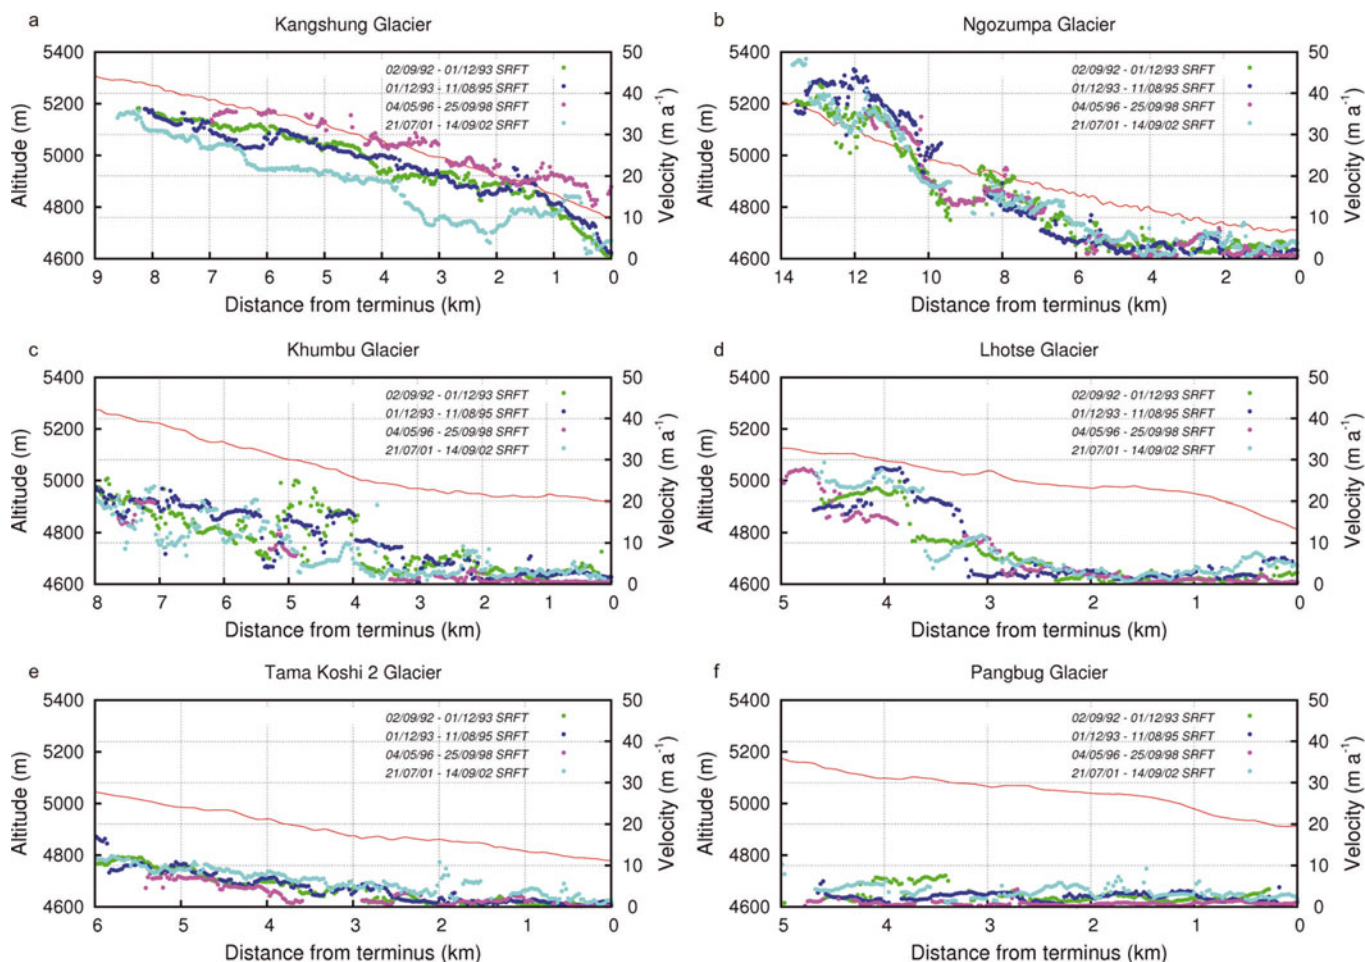 a Kangshung Glacier
5400 50
02/09/92 - 01/12/93 SRFT
01/12/93 - 11/08/95 SRFT
5200 40
04/05/96 - 25/09/98 SRFT
21/07/01 - 14/09/02 SRFT
30
5000
20
4800
10
4600 0
Altitude (m)
Velocity (m a-1)
9 8 7 6 5 4 3 2 1 0
Distance from terminus (km)
b Ngozumpa Glacier
5400 50
02/09/92 - 01/12/93 SRFT
01/12/93 - 11/08/95 SRFT
5200 40
04/05/96 - 25/09/98 SRFT
21/07/01 - 14/09/02 SRFT
30
5000
20
4800
10
4600 0
Altitude (m)
Velocity (m a-1)
14 12 10 8 6 4 2 0
Distance from terminus (km)
c Khumbu Glacier
5400 50
02/09/92 - 01/12/93 SRFT
01/12/93 - 11/08/95 SRFT
5200 40
04/05/96 - 25/09/98 SRFT
21/07/01 - 14/09/02 SRFT
30
5000
20
4800
10
4600 0
Altitude (m)
Velocity (m a-1)
8 7 6 5 4 3 2 1 0
Distance from terminus (km)
d Lhotse Glacier
5400 50
02/09/92 - 01/12/93 SRFT
01/12/93 - 11/08/95 SRFT
5200 40
04/05/96 - 25/09/98 SRFT
21/07/01 - 14/09/02 SRFT
30
5000
20
4800
10
4600 0
Altitude (m)
Velocity (m a-1)
5 4 3 2 1 0
Distance from terminus (km)
e Tama Koshi 2 Glacier
5400 50
02/09/92 - 01/12/93 SRFT
01/12/93 - 11/08/95 SRFT
5200 40
04/05/96 - 25/09/98 SRFT
21/07/01 - 14/09/02 SRFT
30
5000
20
4800
10
4600 0
Altitude (m)
Velocity (m a-1)
6 5 4 3 2 1 0
Distance from terminus (km)
f Pangbug Glacier
5400 50
02/09/92 - 01/12/93 SRFT
01/12/93 - 11/08/95 SRFT
5200 40
04/05/96 - 25/09/98 SRFT
21/07/01 - 14/09/02 SRFT
30
5000
20
4800
10
4600 0
Altitude (m)
Velocity (m a-1)
5 4 3 2 1 0
Distance from terminus (km)